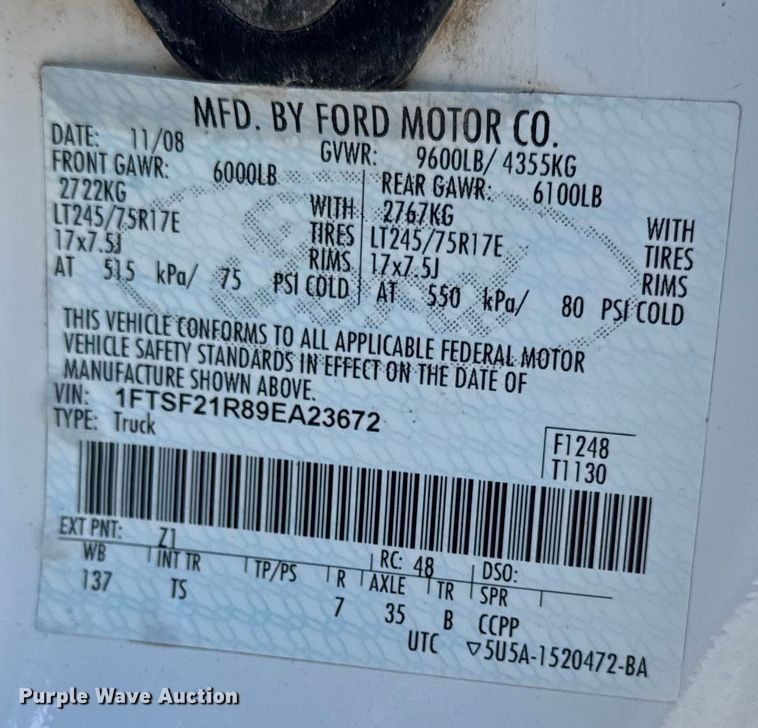 MFD. BY FORD MOTOR CO.
DATE: 11/08 GVWR: 9600LB/ 4355KG
FRONT GAWR: 6000LB REAR GAWR: 6100LB
2722KG WITH 2767KG WITH
LT245/75R17E TIRES LT245/75R17E TIRES
17x7.5J RIMS 17x7.5J RIMS
AT 515 kPa/ 75 PSI COLD AT 550 kPa/ 80 PSI COLD
THIS VEHICLE CONFORMS TO ALL APPLICABLE FEDERAL MOTOR
VEHICLE SAFETY STANDARDS IN EFFECT ON THE DATE OF
MANUFACTURE SHOWN ABOVE.
VIN: 1FTSF21R89EA23672
TYPE: Truck
F1248
T1130
EXT PNT: Z1 RC: 48 DSO:
WB INT TR TP/PS R AXLE TR SPR
137 TS 7 35 B CCPP
UTC ▽5U5A-1520472-BA
Purple Wave Auction